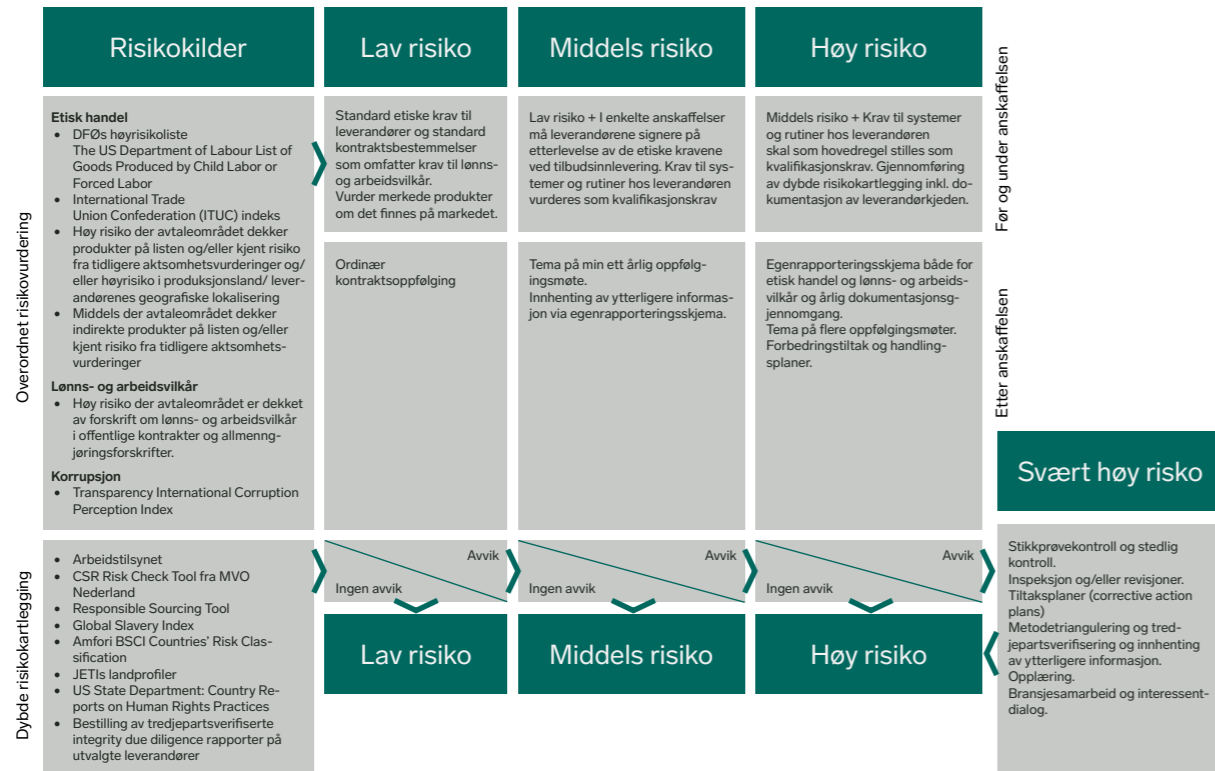 Risikokilder
Lav risiko
Middels risiko
Høy risiko
Overordnet risikovurdering
Etisk handel
• DFØs høyrisikoliste
The US Department of Labour List of
Goods Produced by Child Labor or
Forced Labor
• International Trade
Union Confederation (ITUC) indeks
• Høy risiko der avtaleområdet dekker
produkter på listen og/eller kjent risiko
fra tidligere aktsomhetsvurderinger og/
eller høyrisiko i produksjonsland/ lever-
andørenes geografiske lokalisering
• Middels der avtaleområdet dekker
indirekte produkter på listen og/eller
kjent risiko fra tidligere aktsomhets-
vurderinger
Lønns- og arbeidsvilkår
• Høy risiko der avtaleområdet er dekket
av forskrift om lønns- og arbeidsvilkår
i offentlige kontrakter og allmenng-
jøringsforskrifter.
Korrupsjon
• Transparency International Corruption
Perception Index
Standard etiske krav til
leverandører og standard
kontraktsbestemmelser
som omfatter krav til lønns-
og arbeidsvilkår.
Vurder merkede produkter
om det finnes på markedet.
Lav risiko + I enkelte anskaffelser
må leverandørene signere på
etterlevelse av de etiske kravene
ved tilbudsinnlevering. Krav til sys-
temer og rutiner hos leverandøren
vurderes som kvalifikasjonskrav
Middels risiko + Krav til systemer
og rutiner hos leverandøren
skal som hovedregel stilles som
kvalifikasjonskrav. Gjennomføring
av dybde risikokartlegging inkl. do-
kumentasjon av leverandørkjeden.
Før og under anskaffelsen
Ordinær
kontraktsoppfølging
Tema på min ett årlig oppfølg-
ingsmøte.
Innhenting av ytterligere informas-
jon via egenrapporteringsskjema.
Egenrapporteringsskjema både for
etisk handel og lønns- og arbeids-
vilkår og årlig dokumentasjonsg-
jennomgang.
Tema på flere oppfølgingsmøter.
Forbedringstiltak og handling-
splaner.
Etter anskaffelsen
Svært høy risko
Dybde risikokartlegging
• Arbeidstilsynet
• CSR Risk Check Tool fra MVO
Nederland
• Responsible Sourcing Tool
• Global Slavery Index
• Amfori BSCI Countries' Risk Clas-
sification
• JETIs landprofiler
• US State Department: Country Re-
ports on Human Rights Practices
• Bestilling av tredjepartsverifiserte
integrity due diligence rapporter på
utvalgte leverandører
Avvik
Ingen avvik
Avvik
Ingen avvik
Avvik
Ingen avvik
Lav risiko
Middels risiko
Høy risiko
Stikkprøvekontroll og stedlig
kontroll.
Inspeksjon og/eller revisjoner.
Tiltaksplaner (corrective action
plans)
Metodetriangulering og tred-
jepartsverifisering og innhenting
av ytterligere informasjon.
Opplæring.
Bransjesamarbeid og interessent-
dialog.